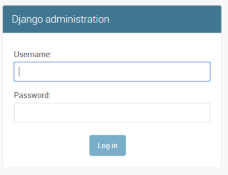 Django administration
Username:
Password:
Log in